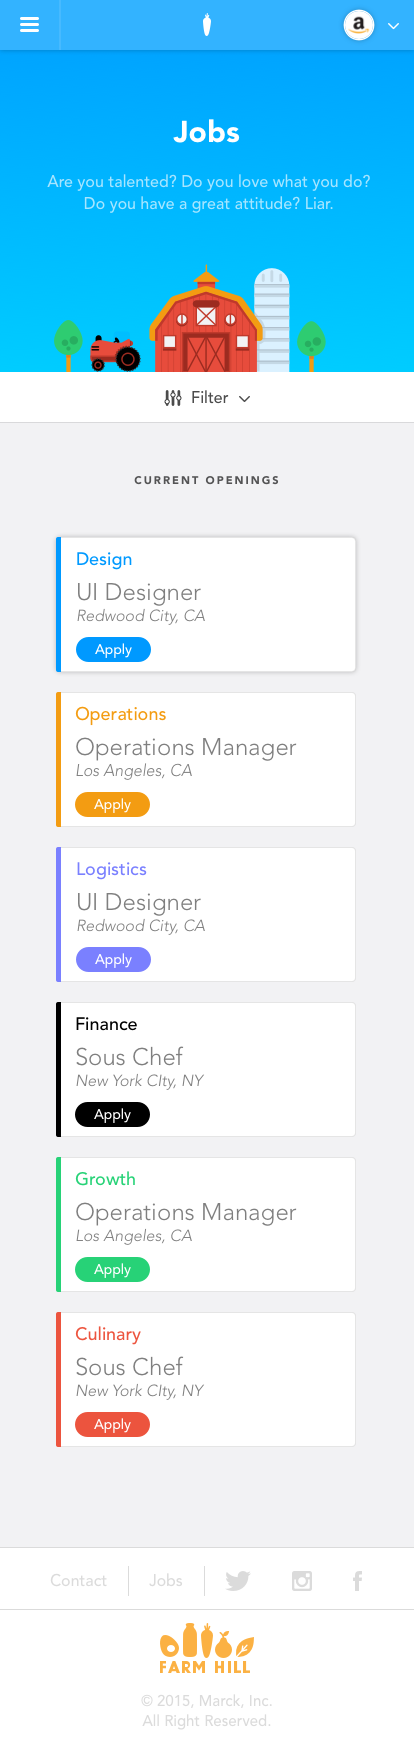 a
Jobs
Are you talented? Do you love what you do?
Do you have a great attitude? Liar.
Filter
CURRENT OPENINGS
Design
UI Designer
Redwood City, CA
Apply
Operations
Operations Manager
Los Angeles, CA
Apply
Logistics
UI Designer
Redwood City, CA
Apply
Finance
Sous Chef
New York CIty, NY
Apply
Growth
Operations Manager
Los Angeles, CA
Apply
Culinary
Sous Chef
New York CIty, NY
Apply
Contact
Jobs
FARM HILL
© 2015, Marck, Inc.
All Right Reserved.